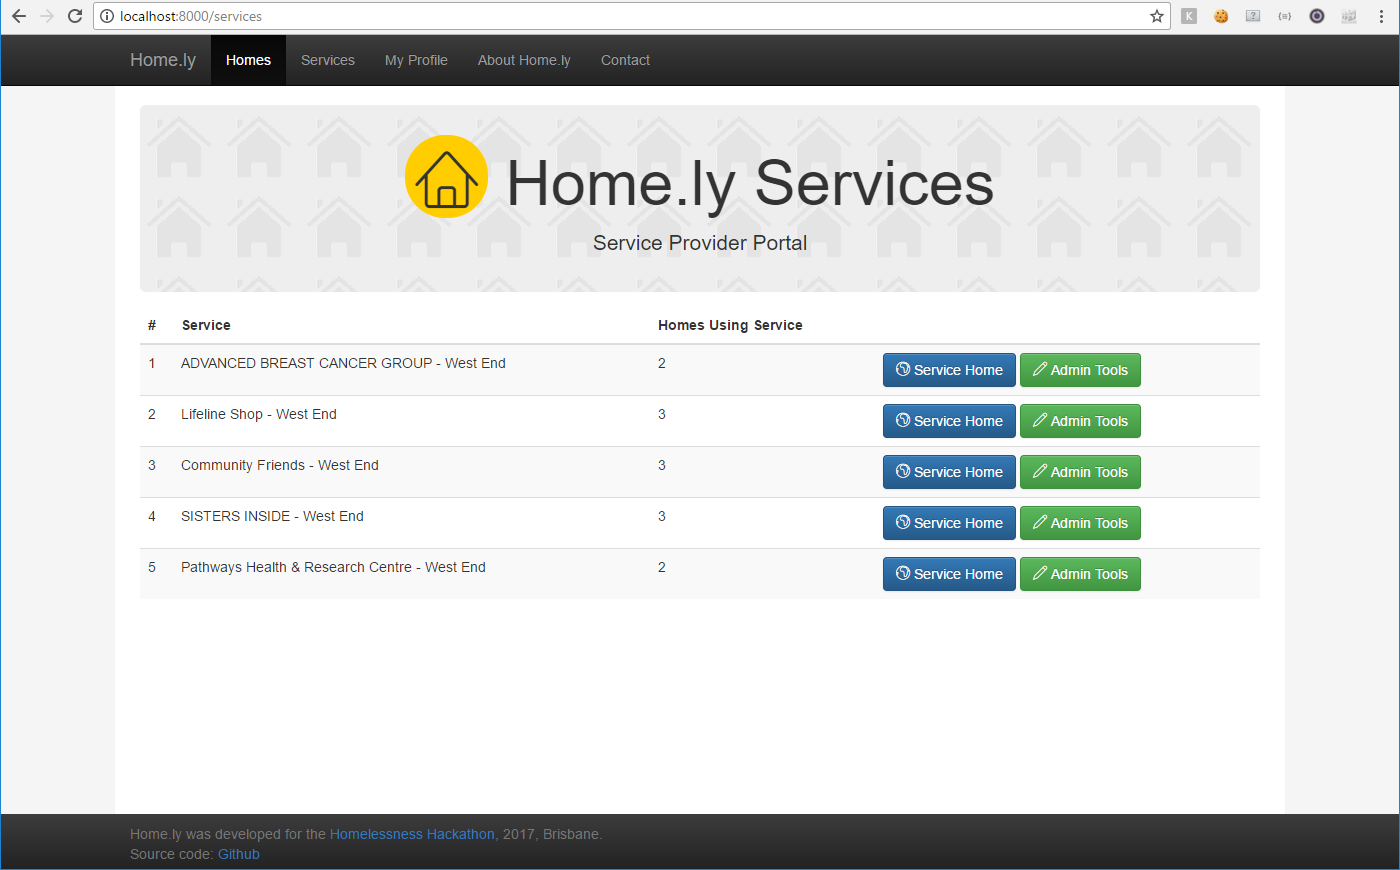 localhost:8000/services
K
Home.ly Homes Services My Profile About Home.ly Contact
Home.ly Services
Service Provider Portal
# Service Homes Using Service
1 ADVANCED BREAST CANCER GROUP - West End 2 Service Home Admin Tools
2 Lifeline Shop - West End 3 Service Home Admin Tools
3 Community Friends - West End 3 Service Home Admin Tools
4 SISTERS INSIDE - West End 3 Service Home Admin Tools
5 Pathways Health & Research Centre - West End 2 Service Home Admin Tools
Home.ly was developed for the Homelessness Hackathon, 2017, Brisbane.
Source code: Github